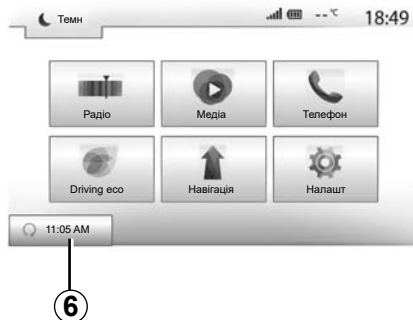 Темн
--°C 18:49
Радіо Медіа Телефон
Driving eco Навігація Налашт
11:05 AM
6